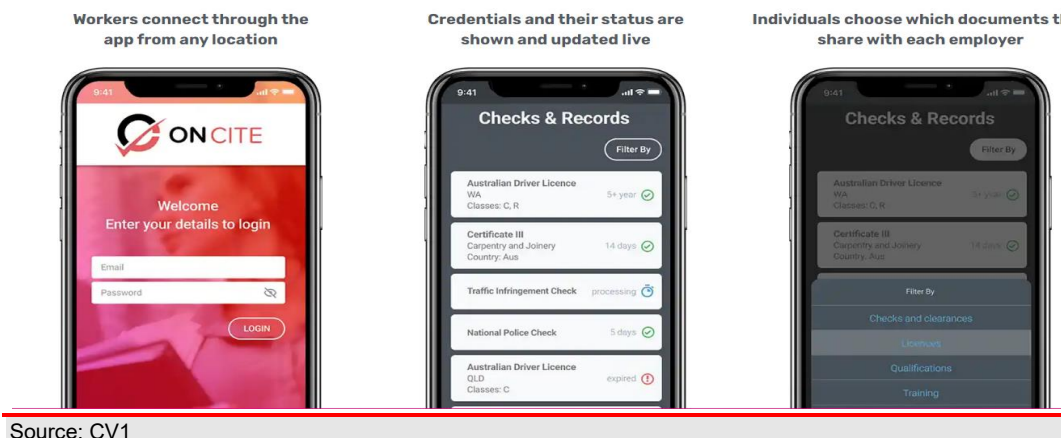 Workers connect through the
app from any location
Credentials and their status are
shown and updated live
Individuals choose which documents
share with each employer
9:41
ON CITE
Welcome
Enter your details to login
Email
Password
LOGIN
9:41
Checks & Records
Filter By
Australian Driver Licence
WA
Classes: C, R
5+ year
Certificate III
Carpentry and Joinery
Country: Aus
14 days
Traffic Infringement Check
processing
National Police Check
5 days
Australian Driver Licence
QLD
Classes: C
expired
9:41
Checks & Records
Filter By
Australian Driver Licence
WA
Classes: C, R
5+ year
Certificate III
Carpentry and Joinery
Country: Aus
14 days
Filter By
Checks and clearances
Licences
Qualifications
Training
Source: CV1